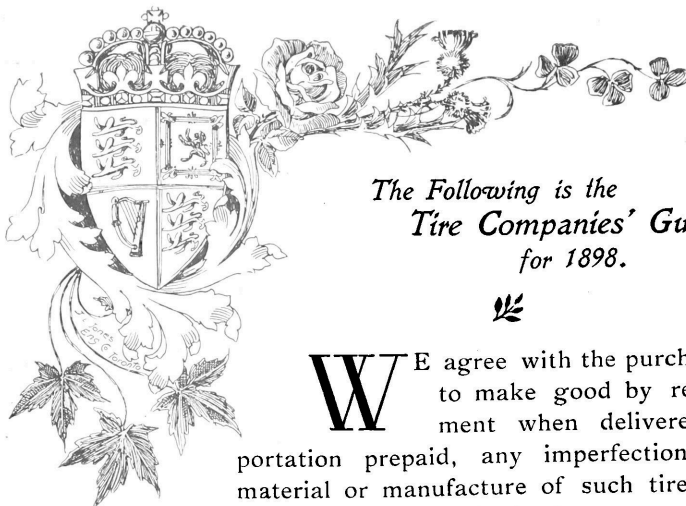 The Following is the
Tire Companies' Gu
for 1898.
WE agree with the purch
to make good by re
ment when delivere
portation prepaid, any imperfection
material or manufacture of such tire
Jones